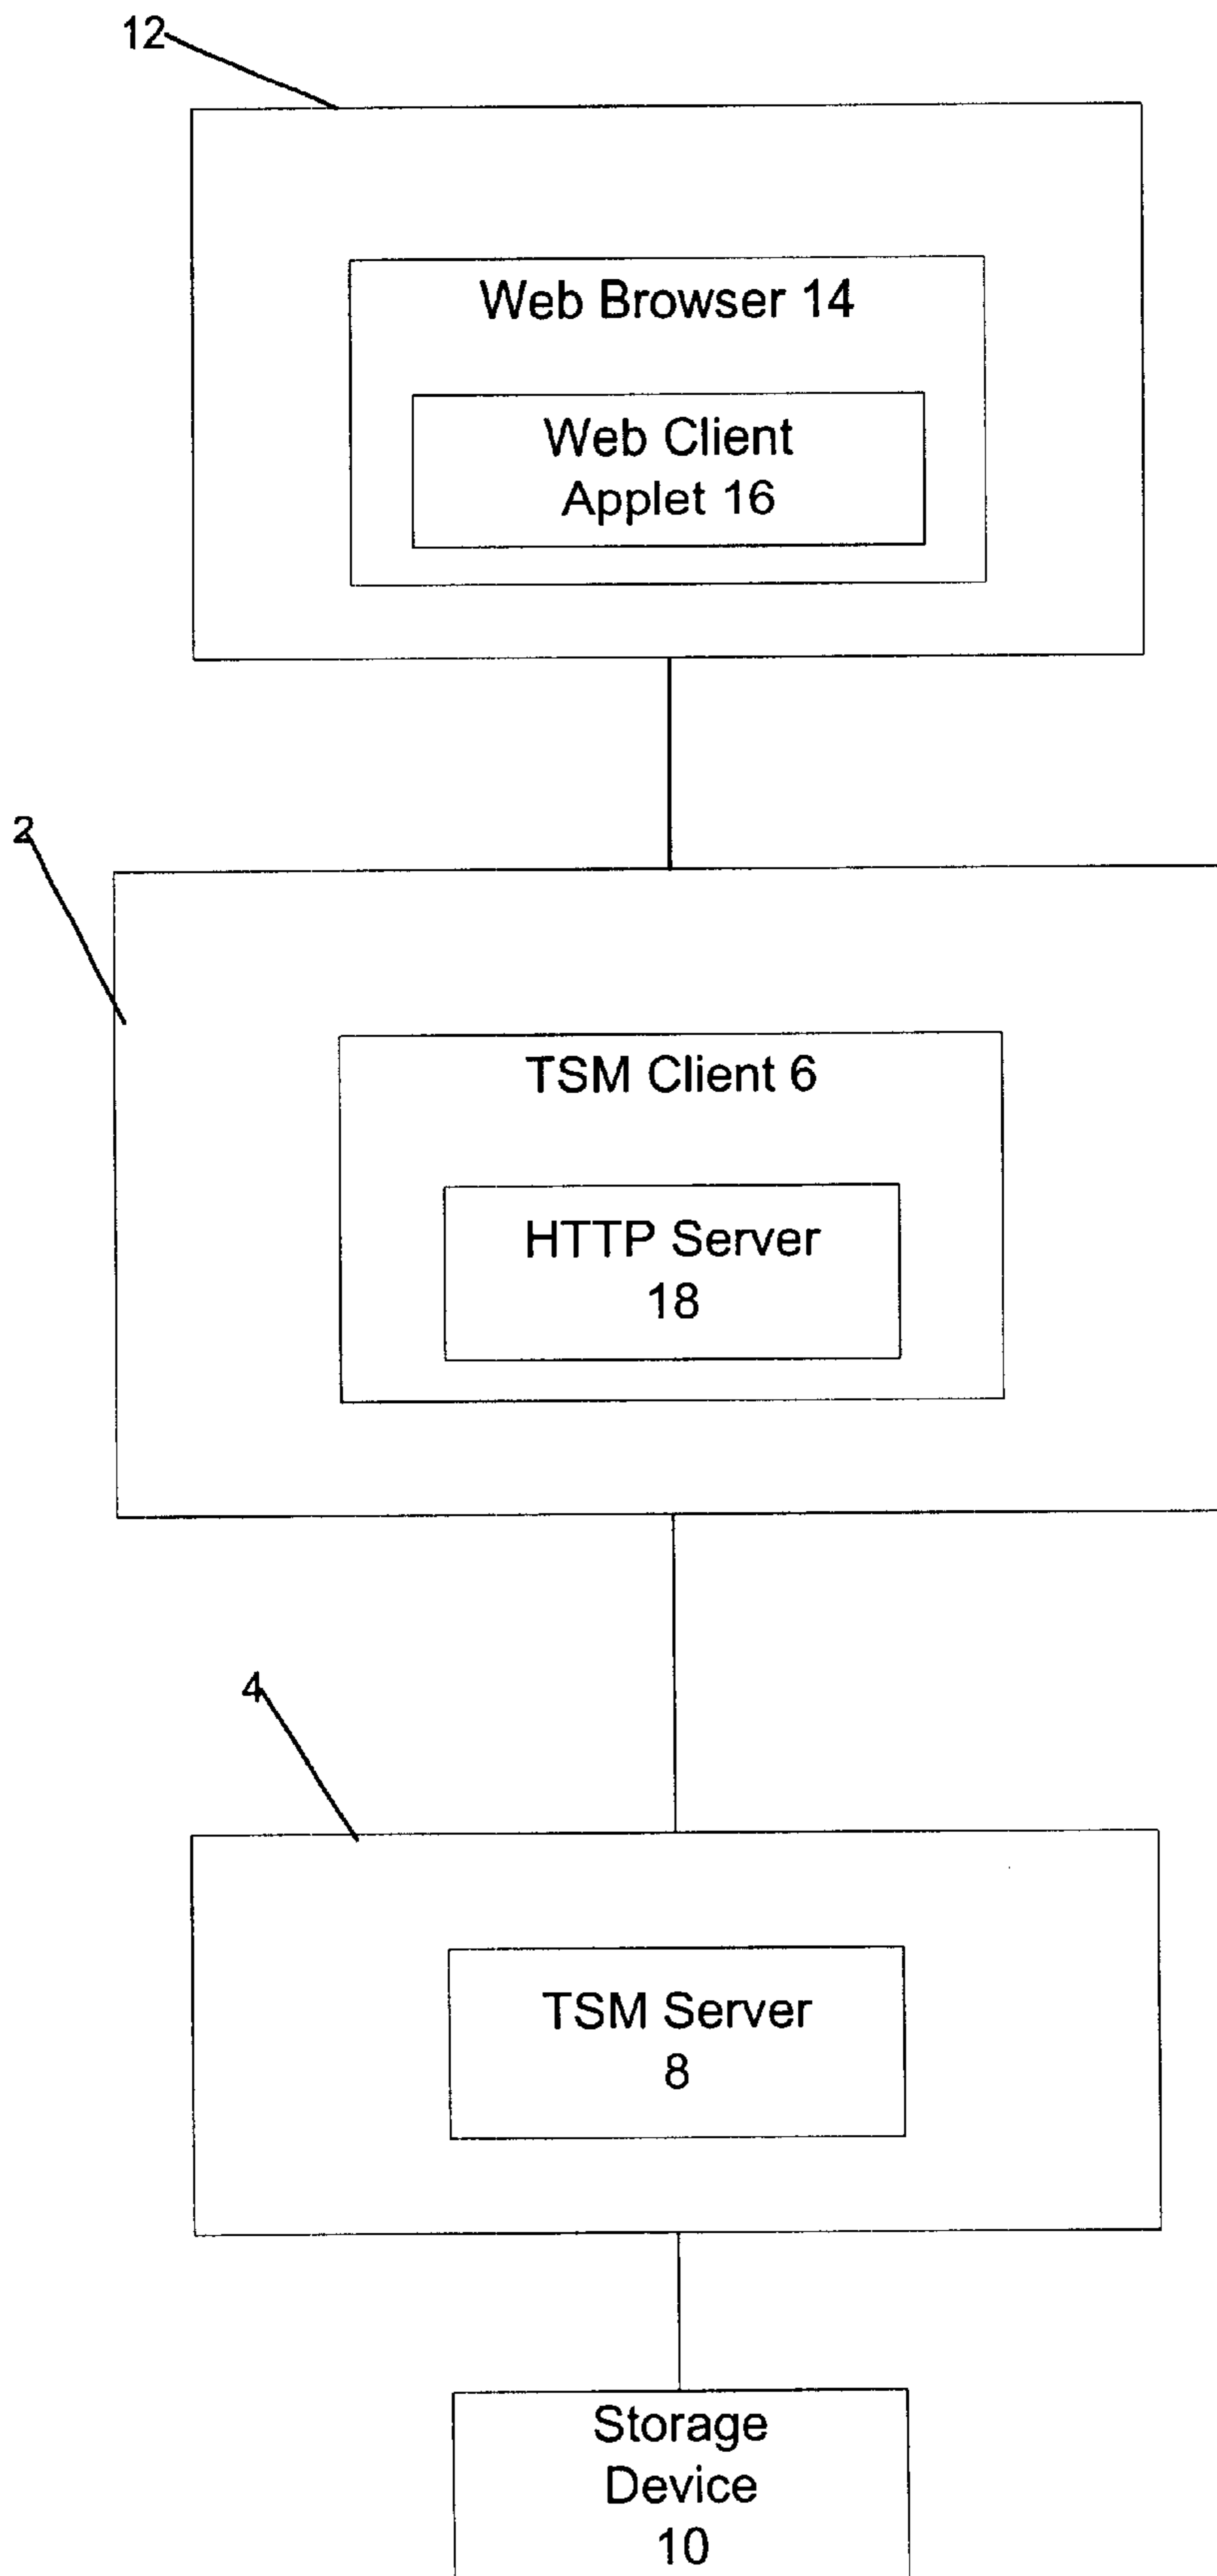 12
Web Browser 14
Web Client
Applet 16
2
TSM Client 6
HTTP Server
18
4
TSM Server
8
Storage
Device
10